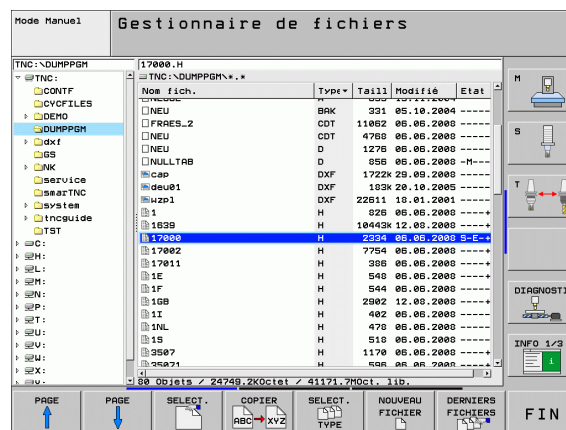 Mode Manuel
Gestionnaire de fichiers
TNC:\DUMPPGM
17000.H
TNC:
CONTF
CYCFILES
DEMO
DUMPPGM
dxf
GS
NK
service
smarTNC
system
tncguide
TST
C:
H:
L:
M:
N:
P:
T:
U:
V:
W:
X:
TNC:\DUMPPGM\*.*
Nom fich. Type Taill Modifié Etat
NEU BAK 331 05.10.2004 -----
FRAES_2 CDT 11062 06.06.2008 -----
NEU CDT 4768 06.06.2008 -----
NEU D 1276 06.06.2008 -----
NULLTAB D 856 06.06.2008 -M---
cap DXF 1722k 29.09.2008 -----
deu01 DXF 183k 20.10.2005 -----
wzpl DXF 22611 18.01.2001 -----
1 H 826 06.06.2008 ----+
1639 H 10443k 12.08.2008 ----+
17000 H 2334 06.06.2008 S-E-+
17002 H 7754 06.06.2008 ----+
17011 H 386 06.06.2008 ----+
1E H 548 06.06.2008 ----+
1F H 544 06.06.2008 ----+
1GB H 2902 12.08.2008 ----+
1I H 402 06.06.2008 ----+
1NL H 478 06.06.2008 ----+
1S H 518 06.06.2008 ----+
3507 H 1170 06.06.2008 ----+
35071 H 596 06.06.2008 ----+
80 Objets / 24749.2KOctet / 41171.7MOct. lib.
M
S
T
DIAGNOSTI
INFO 1/3
PAGE
PAGE
SELECT.
COPIER
ABC
XYZ
SELECT.
TYPE
NOUVEAU
FICHIER
DERNIERS
FICHIERS
FIN